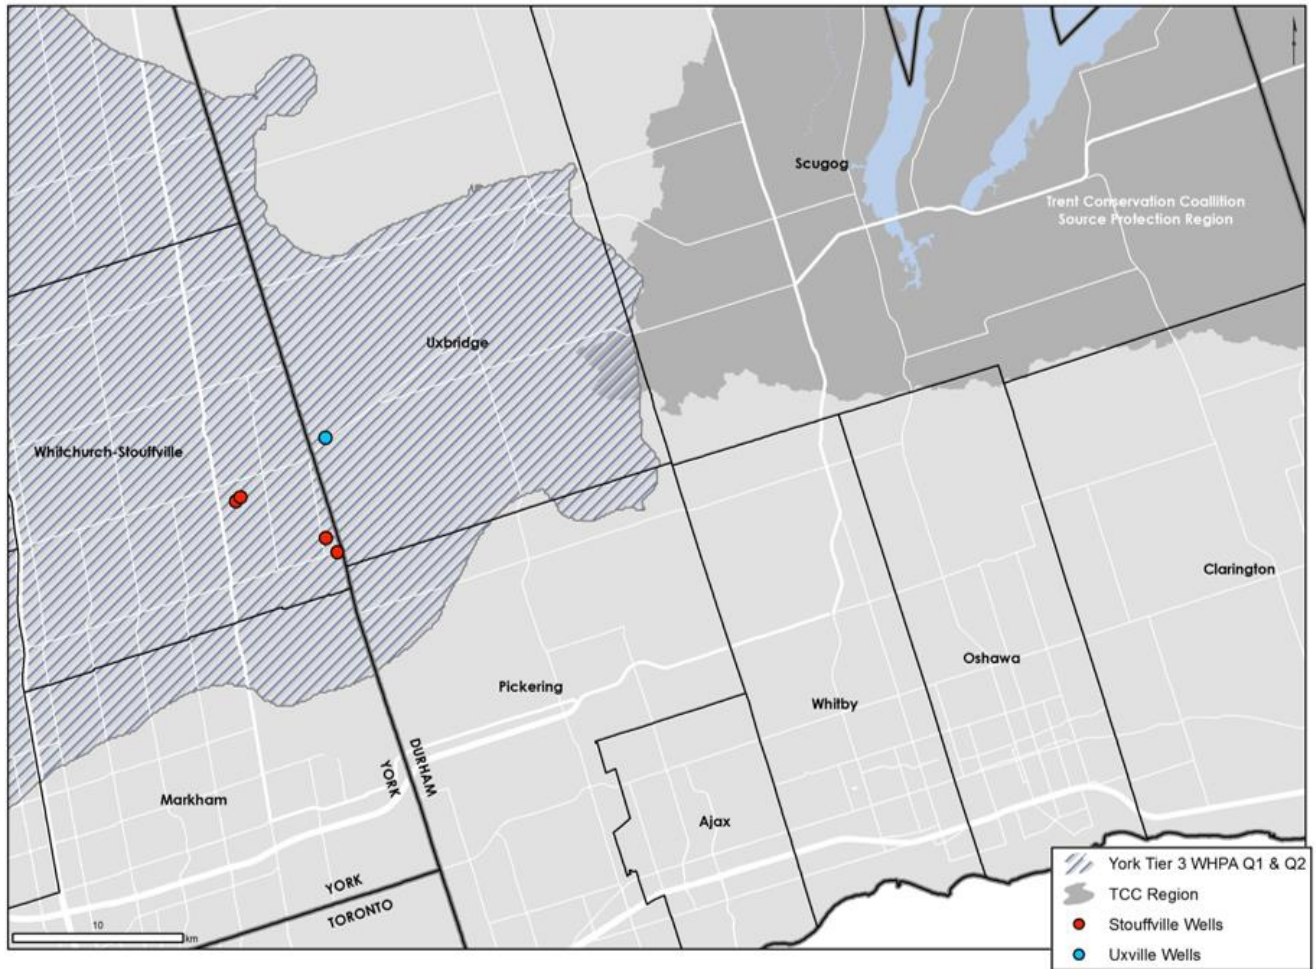 Scugog
Trent Conservation Coalition
Source Protection Region
Uxbridge
Whitchurch-Stouffville
Clarington
Oshawa
Pickering
Whitby
DURHAM
YORK
Markham
Ajax
YORK
TORONTO
10
km
York Tier 3 WHPA Q1 & Q2
TCC Region
Stouffville Wells
Uxville Wells